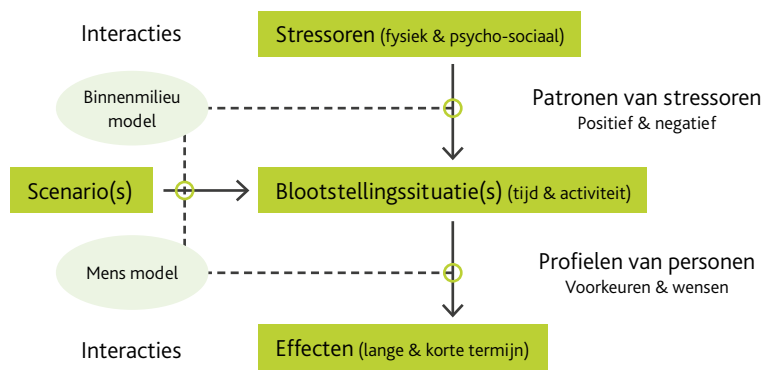 Interacties
Stressoren (fysiek & psycho-sociaal)
Binnenmilieu
model
Patronen van stressoren
Positief & negatief
Scenario(s)
Blootstellingssituatie(s) (tijd & activiteit)
Mens model
Profielen van personen
Voorkeuren & wensen
Interacties
Effecten (lange & korte termijn)